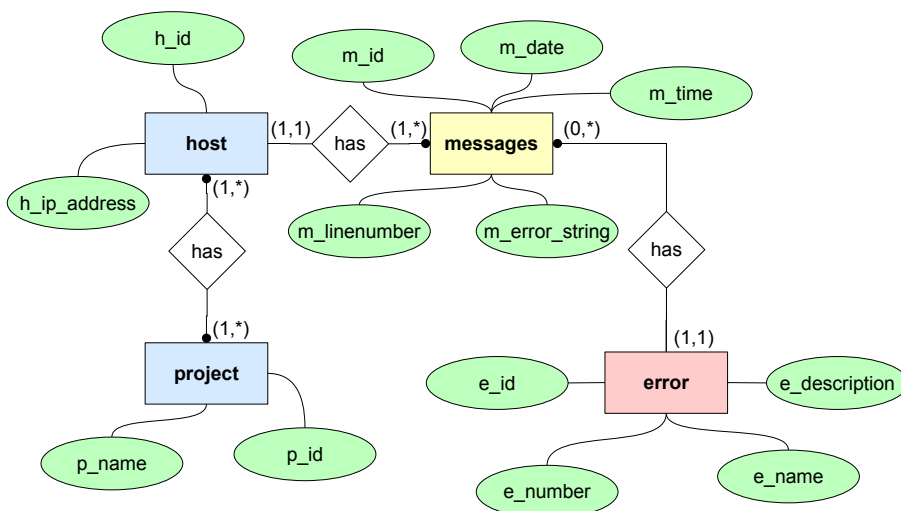 h_id
m_id
m_date
m_time
host
(1,1)
has
(1,*)
messages
(0,*)
h_ip_address
(1,*)
m_linenumber
m_error_string
has
has
(1,*)
(1,1)
project
e_id
error
e_description
p_name
p_id
e_number
e_name